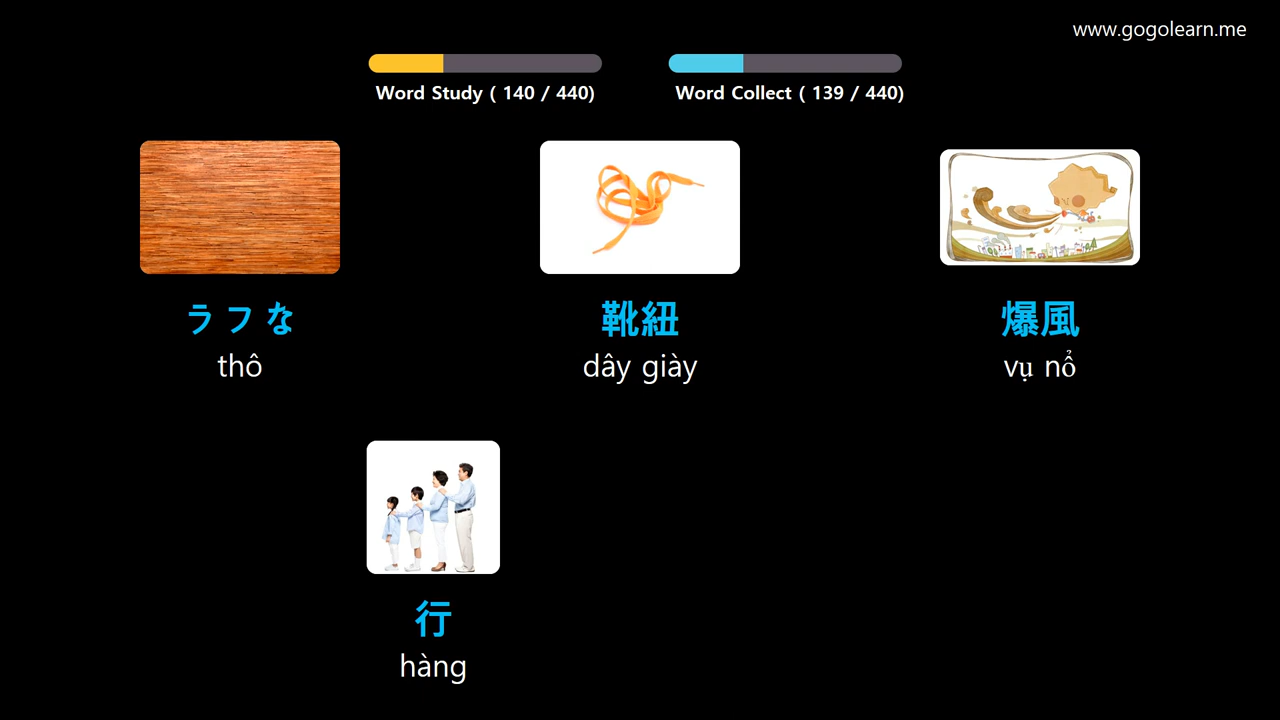 www.gogolearn.me
Word Study ( 140 / 440)
Word Collect ( 139 / 440)
ラフな
thô
靴紐
dây giày
爆風
vụ nổ
行
hàng